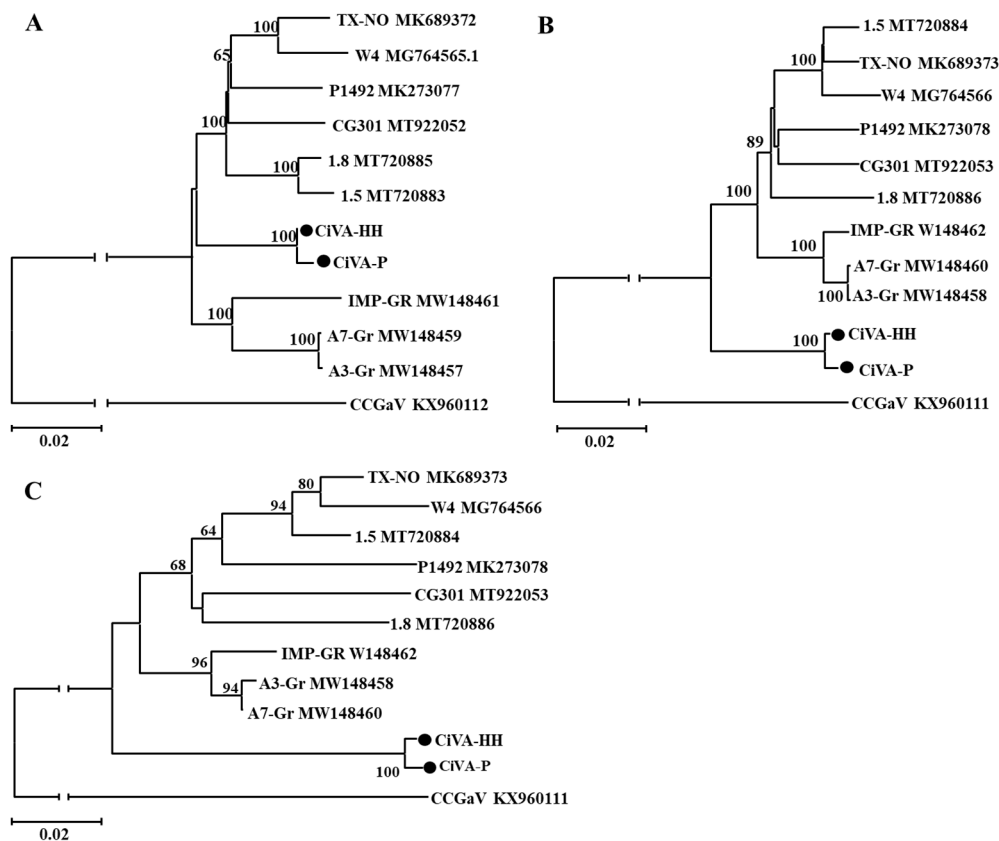 A
TX-NO MK689372
100
65
W4 MG764565.1
P1492 MK273077
100
CG301 MT922052
1.8 MT720885
100
1.5 MT720883
CiVA-HH
100
CiVA-P
IMP-GR MW148461
100
A7-Gr MW148459
100
A3-Gr MW148457
CCGaV KX960112
0.02
B
1.5 MT720884
100
TX-NO MK689373
W4 MG764566
P1492 MK273078
89
CG301 MT922053
100
1.8 MT720886
IMP-GR W148462
100
A7-Gr MW148460
100
A3-Gr MW148458
CiVA-HH
100
CiVA-P
CCGaV KX960111
0.02
C
TX-NO MK689373
80
94
W4 MG764566
64
1.5 MT720884
68
P1492 MK273078
CG301 MT922053
1.8 MT720886
IMP-GR W148462
96
A3-Gr MW148458
94
A7-Gr MW148460
CiVA-HH
CiVA-P
100
CCGaV KX960111
0.02